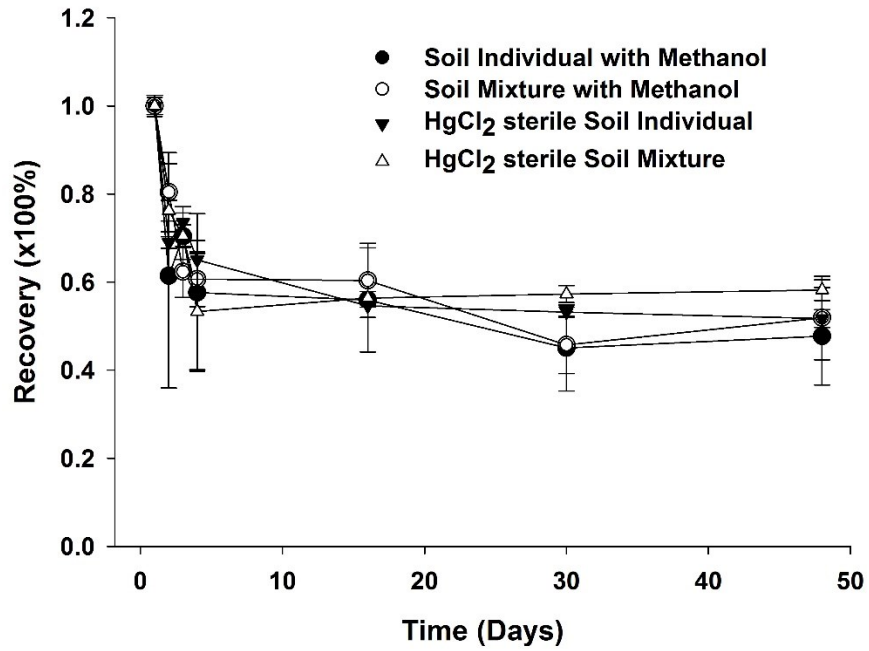 1.2
1.0
0.8
0.6
0.4
0.2
0.0
Recovery (x100%)
Soil Individual with Methanol
Soil Mixture with Methanol
HgCl2 sterile Soil Individual
HgCl2 sterile Soil Mixture
0 10 20 30 40 50
Time (Days)